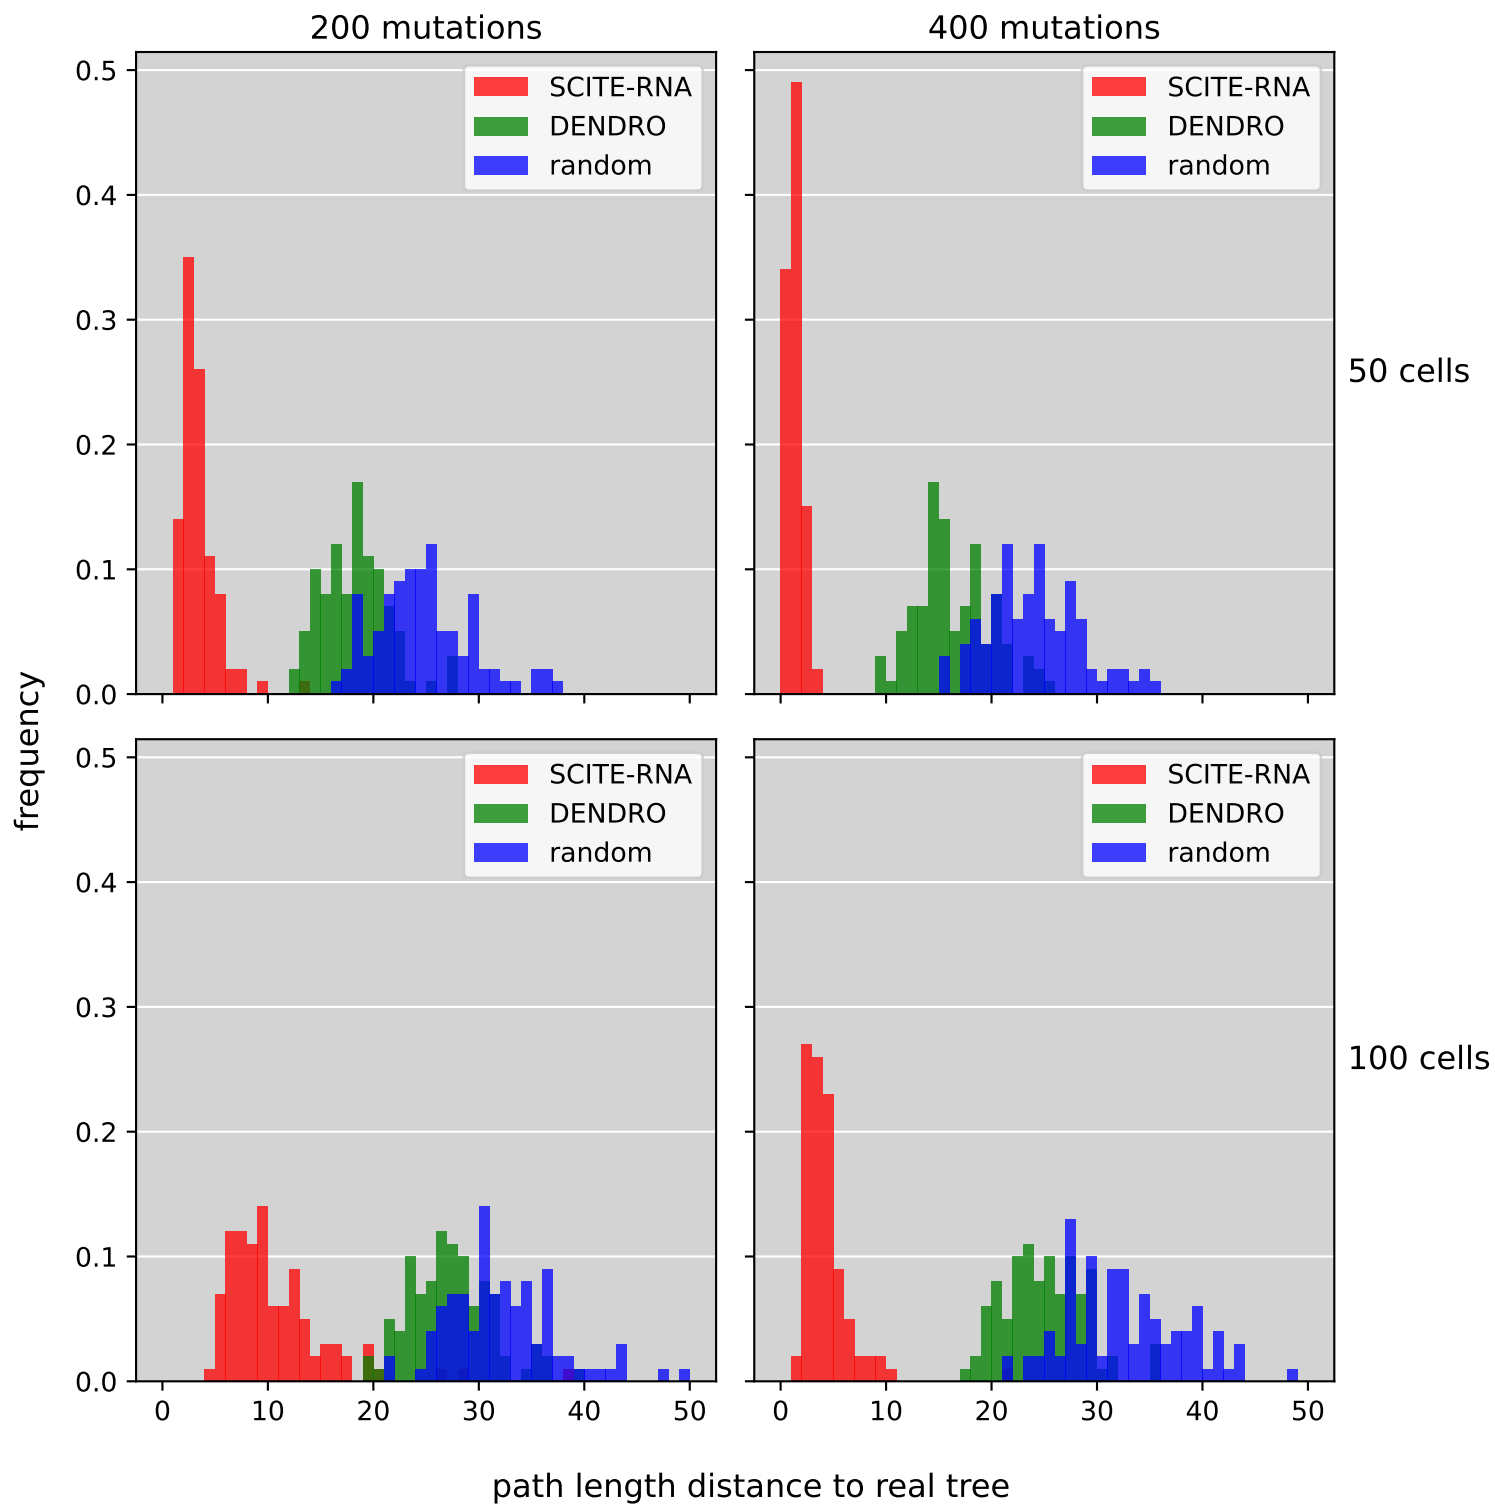 200 mutations
400 mutations
0.5
0.4
0.3
0.2
0.1
0.0
SCITE-RNA
DENDRO
random
SCITE-RNA
DENDRO
random
50 cells
frequency
0.5
0.4
0.3
0.2
0.1
0.0
SCITE-RNA
DENDRO
random
SCITE-RNA
DENDRO
random
100 cells
0 10 20 30 40 50
0 10 20 30 40 50
path length distance to real tree